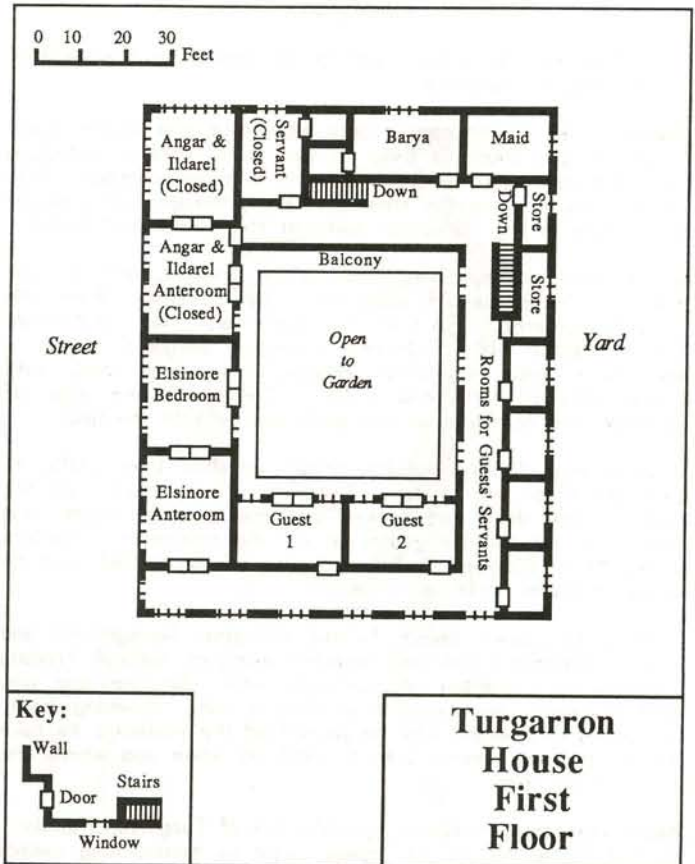 0 10 20 30
Feet
Angar &
Ildarel
(Closed)
Servant
(Closed)
Barya
Maid
Down
Down
Store
Store
Angar &
Ildarel
Anteroom
(Closed)
Balcony
Street
Open
to
Garden
Yard
Elsinore
Bedroom
Rooms for Guests' Servants
Elsinore
Anteroom
Guest
1
Guest
2
Key:
Wall
Door
Stairs
Window
Turgarron
House
First
Floor